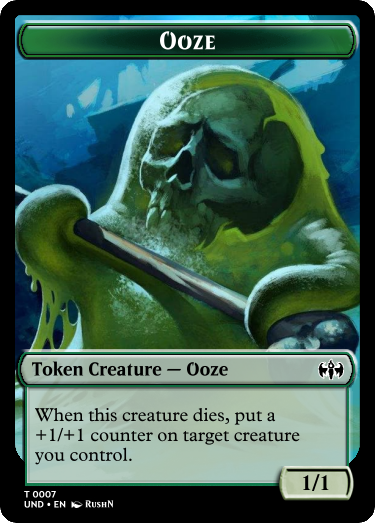 Ooze
Token Creature — Ooze
When this creature dies, put a
+1/+1 counter on target creature
you control.
1/1
T 0007
UND • EN RushN